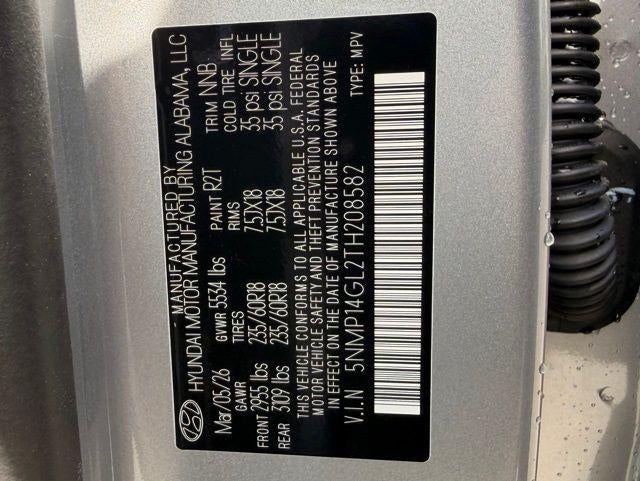 MANUFACTURED BY
HYUNDAI MOTOR MANUFACTURING ALABAMA, LLC
Mar/05/26 GVWR 5534 lbs PAINT R2T TRIM NNB
GAWR TIRES RIMS COLD TIRE INFL
FRONT 2955 lbs 235/60R18 7.5JX18 35 psi SINGLE
REAR 3109 lbs 235/60R18 7.5JX18 35 psi SINGLE
THIS VEHICLE CONFORMS TO ALL APPLICABLE U.S.A. FEDERAL
MOTOR VEHICLE SAFETY AND THEFT PREVENTION STANDARDS
IN EFFECT ON THE DATE OF MANUFACTURE SHOWN ABOVE
V.I.N 5NMP14GL2TH208582 TYPE: MPV